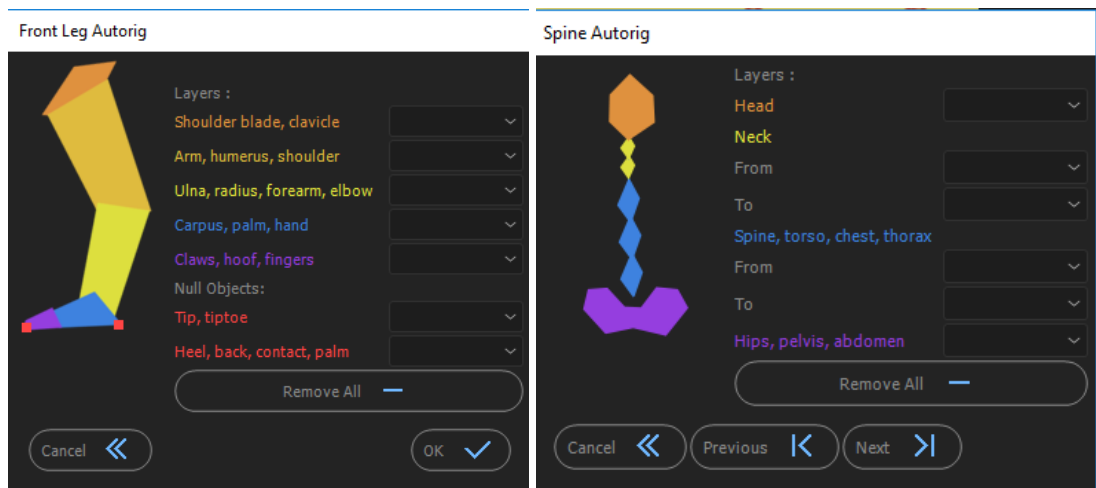 Front Leg Autorig
Layers :
Shoulder blade, clavicle
Arm, humerus, shoulder
Ulna, radius, forearm, elbow
Carpus, palm, hand
Claws, hoof, fingers
Null Objects:
Tip, tiptoe
Heel, back, contact, palm
Remove All
Cancel
OK
Spine Autorig
Layers :
Head
Neck
From
To
Spine, torso, chest, thorax
From
To
Hips, pelvis, abdomen
Remove All
Cancel
Previous
Next